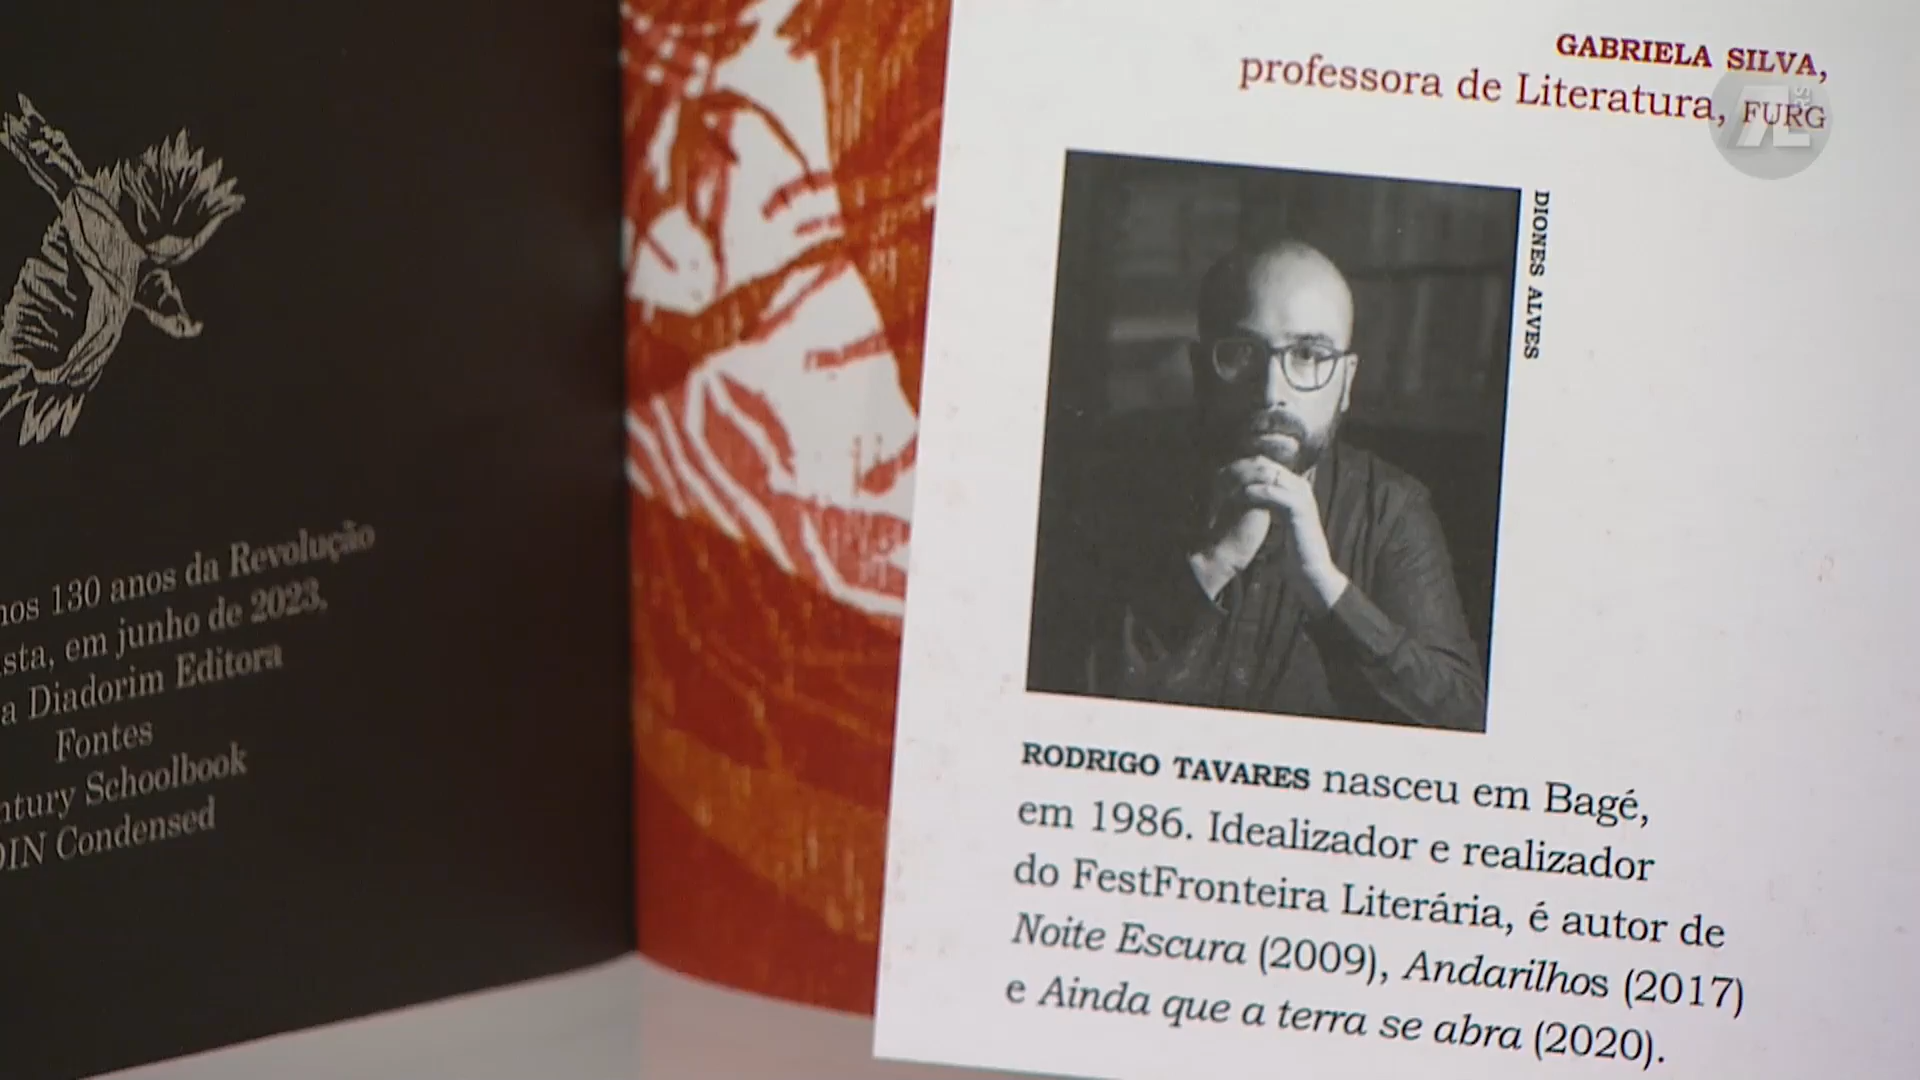 nos 130 anos da Revolução
sta, em junho de 2023,
a Diadorim Editora
Fontes
ntury Schoolbook
DIN Condensed
GABRIELA SILVA,
professora de Literatura, FURG
DIONES ALVES
RODRIGO TAVARES nasceu em Bagé,
em 1986. Idealizador e realizador
do FestFronteira Literária, é autor de
Noite Escura (2009), Andarilhos (2017)
e Ainda que a terra se abra (2020).